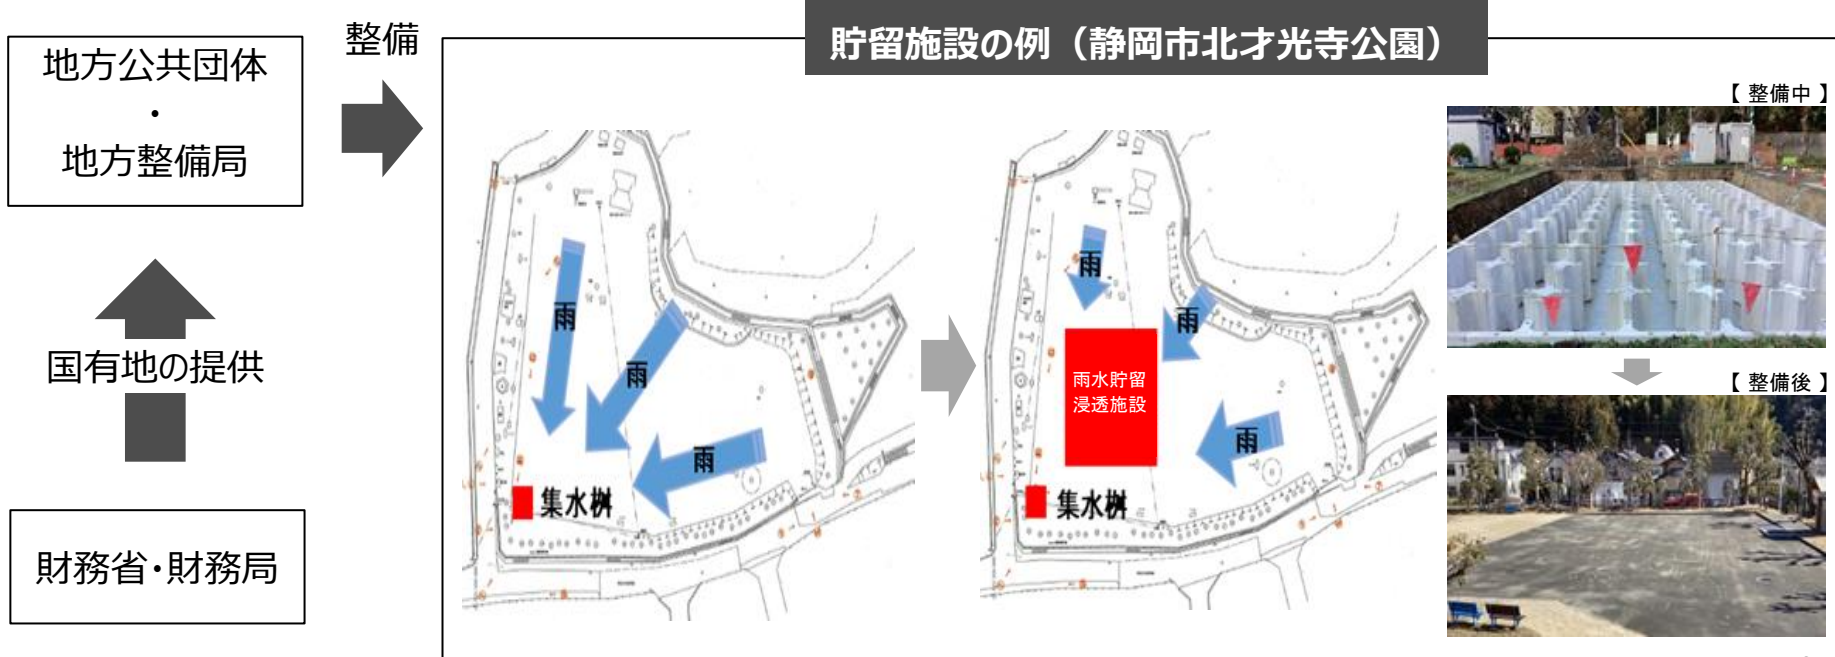 地方公共団体
・
地方整備局
国有地の提供
財務省・財務局
整備
貯留施設の例（静岡市北才光寺公園）
雨
雨
雨
集水桝
雨
雨
雨
雨水貯留
浸透施設
集水桝
【 整備中 】
【 整備後 】